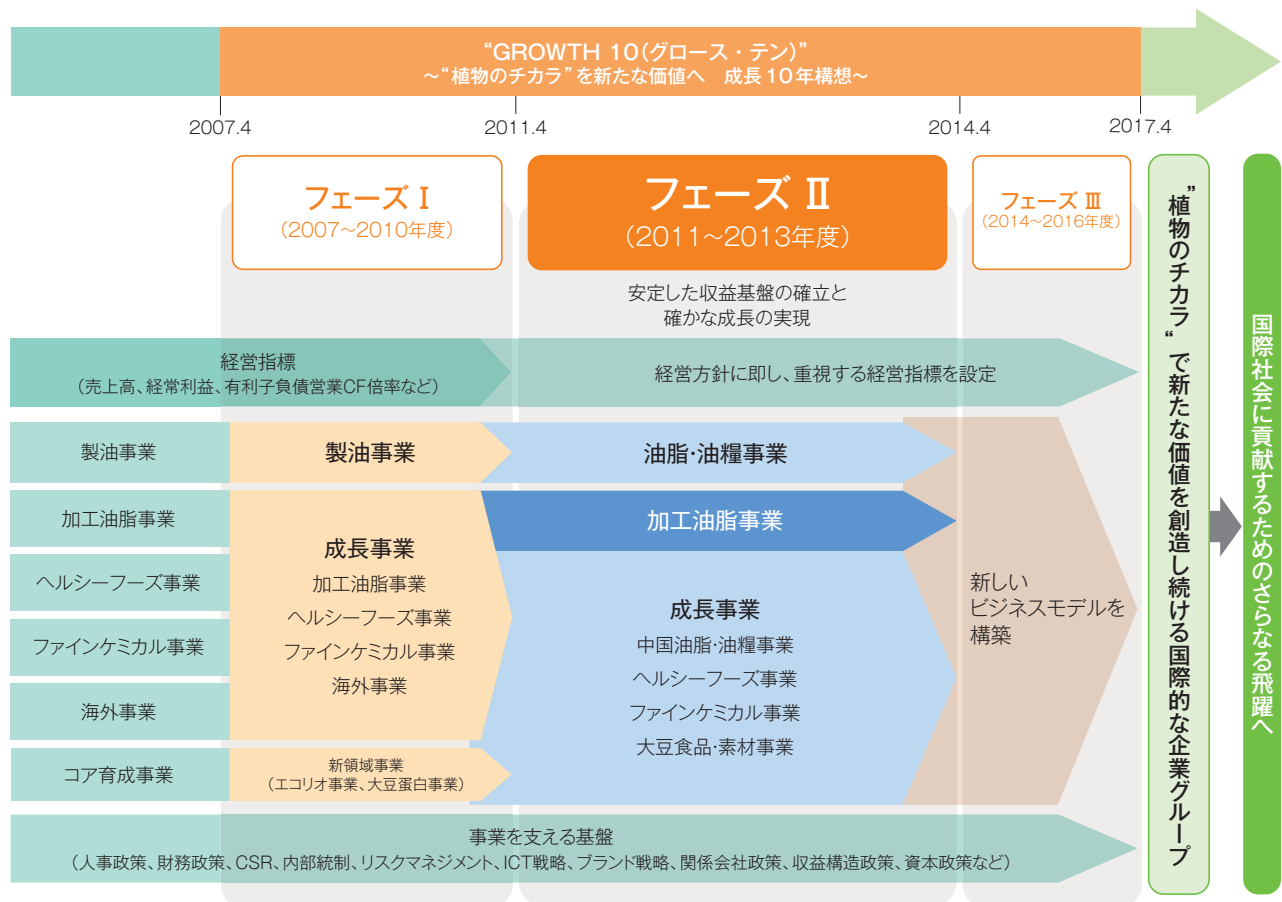 “GROWTH 10(グロース・テン)”
～“植物のチカラ”を新たな価値へ　成長10年構想～
2007.4
2011.4
2014.4
2017.4
フェーズ Ⅰ
(2007～2010年度)
フェーズ Ⅱ
(2011～2013年度)
フェーズ Ⅲ
(2014～2016年度)
安定した収益基盤の確立と
確かな成長の実現
経営指標
(売上高、経常利益、有利子負債営業CF倍率など)
経営方針に即し、重視する経営指標を設定
製油事業
製油事業
油脂・油糧事業
加工油脂事業
ヘルシーフーズ事業
ファインケミカル事業
海外事業
コア育成事業
成長事業
加工油脂事業
ヘルシーフーズ事業
ファインケミカル事業
海外事業
新領域事業
(エコリオ事業、大豆蛋白事業)
加工油脂事業
成長事業
中国油脂・油糧事業
ヘルシーフーズ事業
ファインケミカル事業
大豆食品・素材事業
新しい
ビジネスモデルを
構築
事業を支える基盤
(人事政策、財務政策、CSR、内部統制、リスクマネジメント、ICT戦略、ブランド戦略、関係会社政策、収益構造政策、資本政策など)
”植物のチカラ“で新たな価値を創造し続ける国際的な企業グループ
国際社会に貢献するためのさらなる飛躍へ